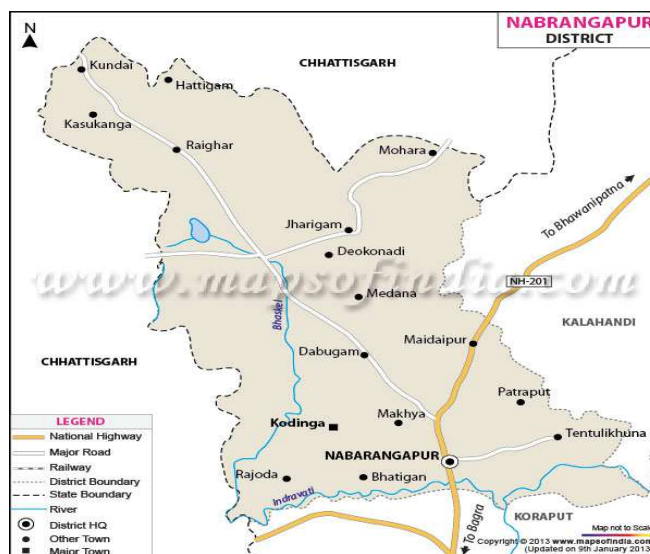 NABRANGAPUR
DISTRICT
N
CHHATTISGARH
Kundai
Hattigam
Kasukanga
Raighar
Mohara
To Bhawanipatna
Jharigam
Deokonadi
www.mapsofindia.com
NH-201
Medana
Bhaskel
KALAHANDI
CHHATTISGARH
Dabugam
Maidaipur
Patraput
Kodinga
Makhya
Tentulikhuna
NABARANGAPUR
Rajoda
Bhatigan
Indravati
KORAPUT
To Bogra
LEGEND
National Highway
Major Road
Railway
District Boundary
State Boundary
River
District HQ
Other Town
Major Town
Map not to Scale
Copyright © 2013 www.mapsofindia.com
(Updated on 9th January 2013)